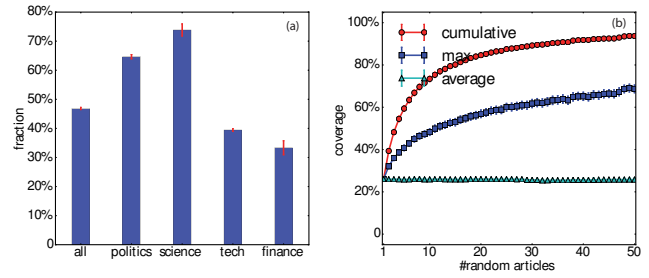 (a)
80%
70%
60%
50%
40%
30%
20%
10%
0
fraction
all politics science tech finance
(b)
100%
80%
60%
40%
20%
0
coverage
cumulative
max
average
1 10 20 30 40 50
#random articles